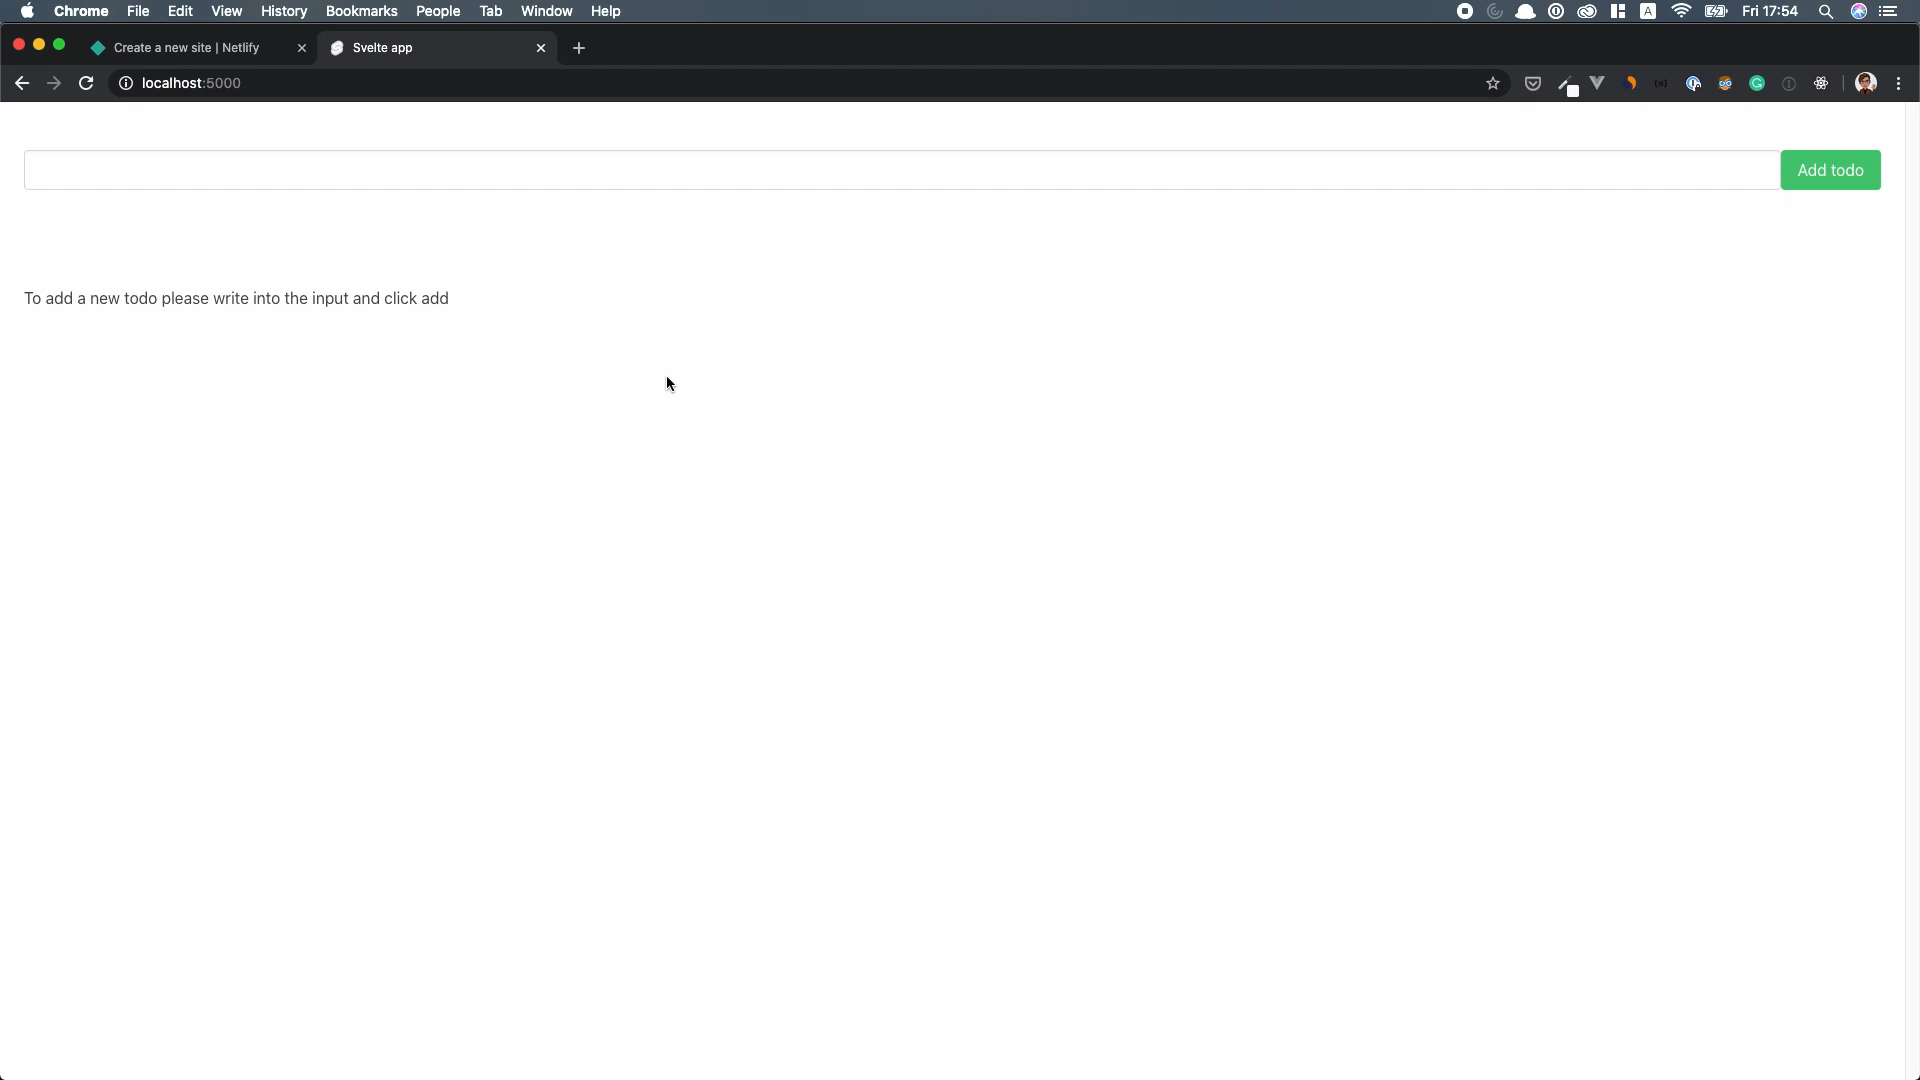 Chrome File Edit View History Bookmarks People Tab Window Help
A
Fri 17:54
Create a new site | Netlify
Svelte app
localhost:5000
Add todo
To add a new todo please write into the input and click add